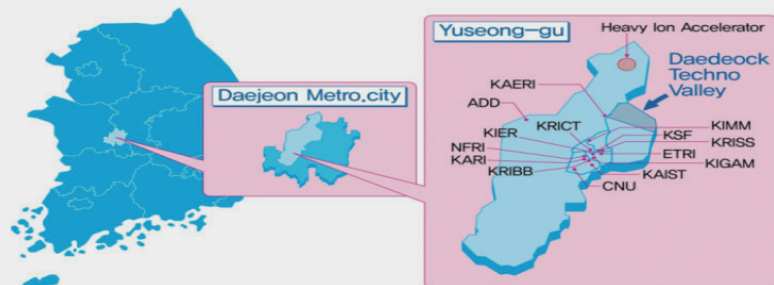 Daejeon Metro.city
Yuseong-gu
Heavy Ion Accelerator
Daedeock
Techno
Valley
KAERI
ADD
KRICT
KIMM
KIER
KSF
KRISS
NFRI
ETRI
KARI
KIGAM
KRIBB
KAIST
CNU